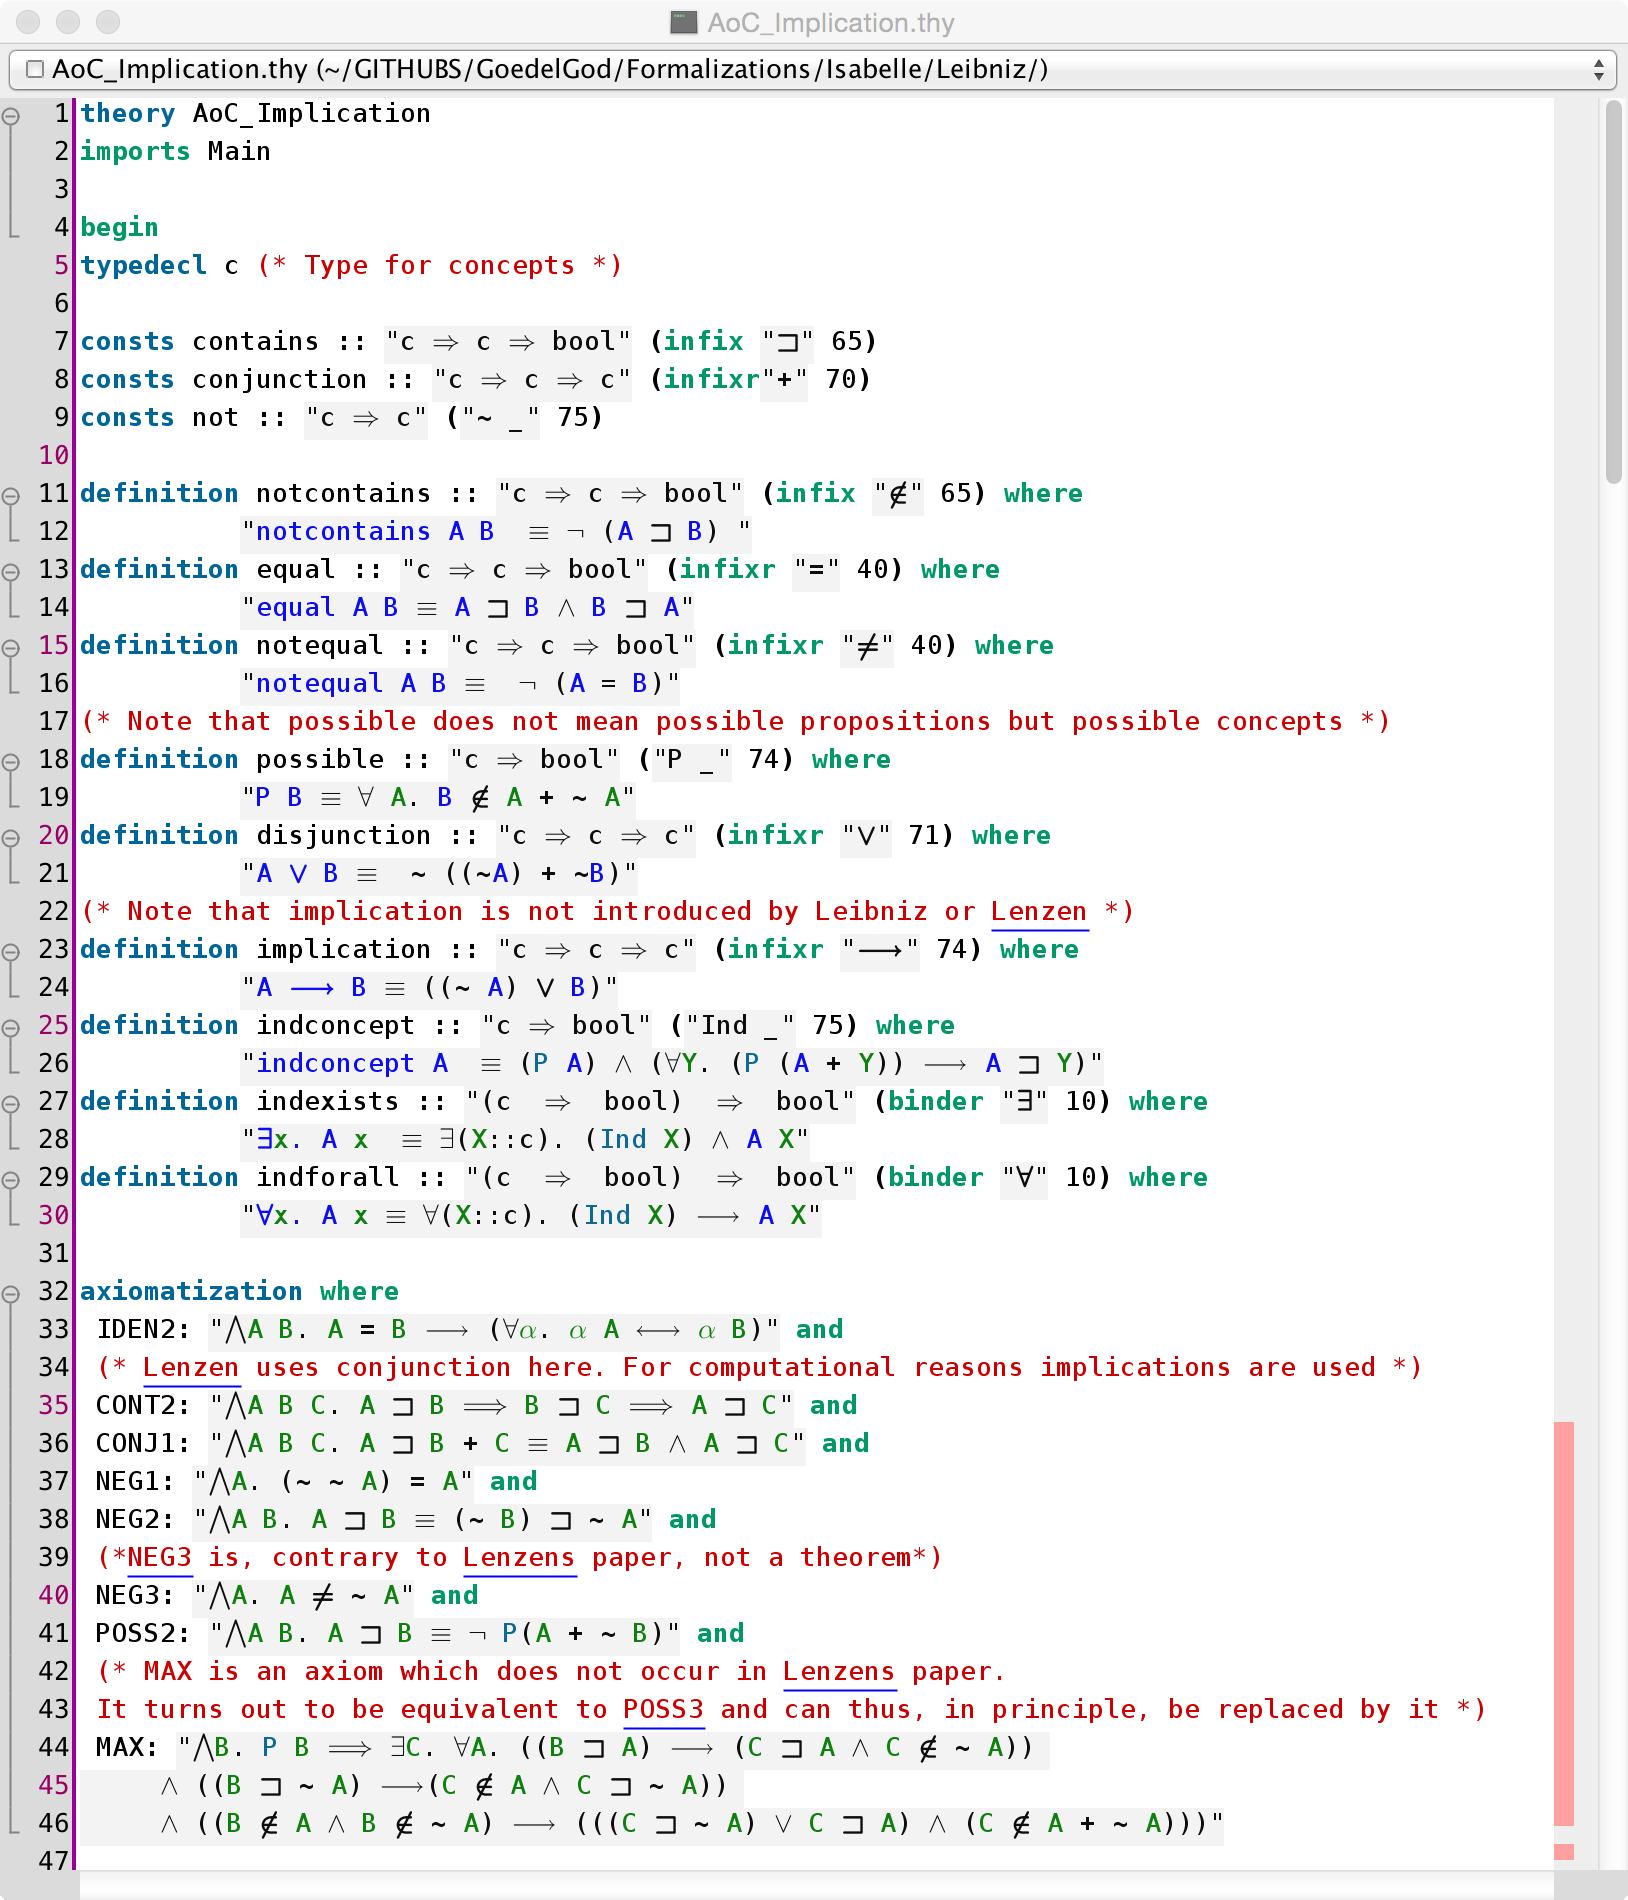 AoC_Implication.thy
AoC_Implication.thy (~/GITHUBS/GoedelGod/Formalizations/Isabelle/Leibniz/)
1 theory AoC_Implication
2 imports Main
3
4 begin
5 typedecl c (* Type for concepts *)
6
7 consts contains :: "c ⇒ c ⇒ bool" (infix "⊐" 65)
8 consts conjunction :: "c ⇒ c ⇒ c" (infixr"+" 70)
9 consts not :: "c ⇒ c" ("~ _" 75)
10
11 definition notcontains :: "c ⇒ c ⇒ bool" (infix "∉" 65) where
12 "notcontains A B ≡ ¬ (A ⊐ B) "
13 definition equal :: "c ⇒ c ⇒ bool" (infixr "=" 40) where
14 "equal A B ≡ A ⊐ B ∧ B ⊐ A"
15 definition notequal :: "c ⇒ c ⇒ bool" (infixr "≠" 40) where
16 "notequal A B ≡ ¬ (A = B)"
17 (* Note that possible does not mean possible propositions but possible concepts *)
18 definition possible :: "c ⇒ bool" ("P _" 74) where
19 "P B ≡ ∀ A. B ∉ A + ~ A"
20 definition disjunction :: "c ⇒ c ⇒ c" (infixr "∨" 71) where
21 "A ∨ B ≡ ~ ((~A) + ~B)"
22 (* Note that implication is not introduced by Leibniz or Lenzen *)
23 definition implication :: "c ⇒ c ⇒ c" (infixr "⟶" 74) where
24 "A ⟶ B ≡ ((~ A) ∨ B)"
25 definition indconcept :: "c ⇒ bool" ("Ind _" 75) where
26 "indconcept A ≡ (P A) ∧ (∀Y. (P (A + Y)) ⟶ A ⊐ Y)"
27 definition indexists :: "(c ⇒ bool) ⇒ bool" (binder "∃" 10) where
28 "∃x. A x ≡ ∃(X::c). (Ind X) ∧ A X"
29 definition indforall :: "(c ⇒ bool) ⇒ bool" (binder "∀" 10) where
30 "∀x. A x ≡ ∀(X::c). (Ind X) ⟶ A X"
31
32 axiomatization where
33 IDEN2: "⋀A B. A = B ⟶ (∀α. α A ⟷ α B)" and
34 (* Lenzen uses conjunction here. For computational reasons implications are used *)
35 CONT2: "⋀A B C. A ⊐ B ⟹ B ⊐ C ⟹ A ⊐ C" and
36 CONJ1: "⋀A B C. A ⊐ B + C ≡ A ⊐ B ∧ A ⊐ C" and
37 NEG1: "⋀A. (~ ~ A) = A" and
38 NEG2: "⋀A B. A ⊐ B ≡ (~ B) ⊐ ~ A" and
39 (*NEG3 is, contrary to Lenzens paper, not a theorem*)
40 NEG3: "⋀A. A ≠ ~ A" and
41 POSS2: "⋀A B. A ⊐ B ≡ ¬ P(A + ~ B)" and
42 (* MAX is an axiom which does not occur in Lenzens paper.
43 It turns out to be equivalent to POSS3 and can thus, in principle, be replaced by it *)
44 MAX: "⋀B. P B ⟹ ∃C. ∀A. ((B ⊐ A) ⟶ (C ⊐ A ∧ C ∉ ~ A))
45 ∧ ((B ⊐ ~ A) ⟶(C ∉ A ∧ C ⊐ ~ A))
46 ∧ ((B ∉ A ∧ B ∉ ~ A) ⟶ (((C ⊐ ~ A) ∨ C ⊐ A) ∧ (C ∉ A + ~ A)))"
47